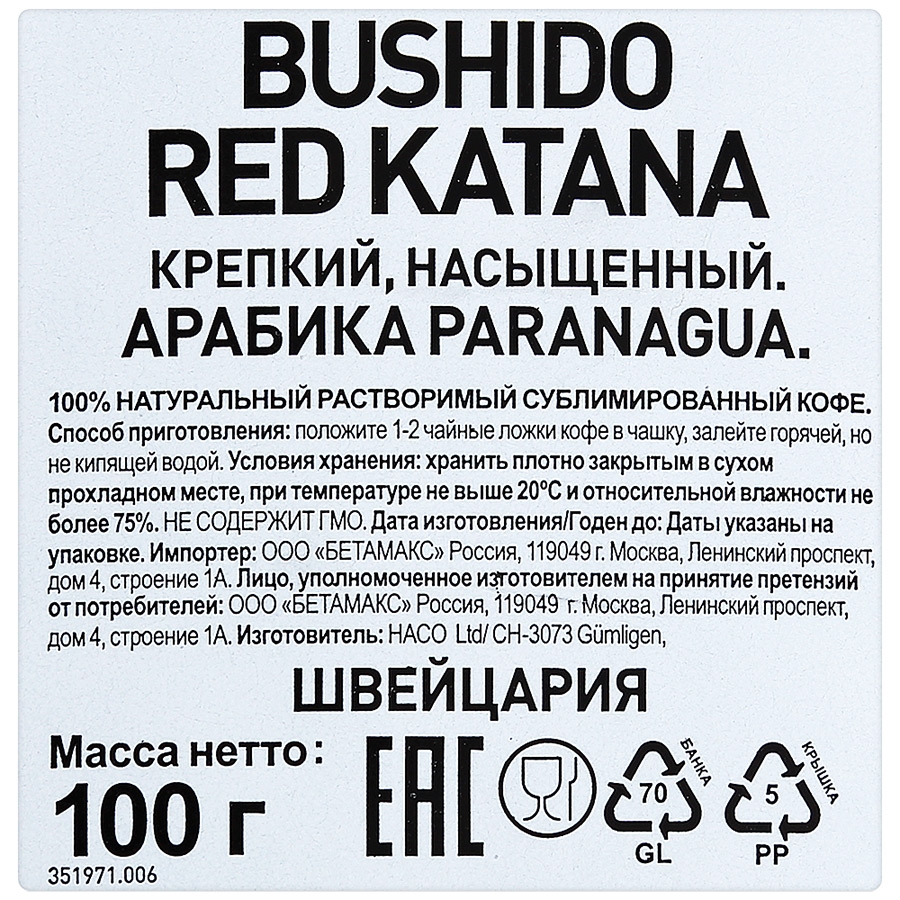 BUSHIDO
RED KATANA
КРЕПКИЙ, НАСЫЩЕННЫЙ.
АРАБИКА PARANAGUA.
100% НАТУРАЛЬНЫЙ РАСТВОРИМЫЙ СУБЛИМИРОВАННЫЙ КОФЕ.
Способ приготовления: положите 1-2 чайные ложки кофе в чашку, залейте горячей, но
не кипящей водой. Условия хранения: хранить плотно закрытым в сухом
прохладном месте, при температуре не выше 20°С и относительной влажности не
более 75%. НЕ СОДЕРЖИТ ГМО. Дата изготовления/Годен до: Даты указаны на
упаковке. Импортер: ООО «БЕТАМАКС» Россия, 119049 г. Москва, Ленинский проспект,
дом 4, строение 1А. Лицо, уполномоченное изготовителем на принятие претензий
от потребителей: ООО «БЕТАМАКС» Россия, 119049 г. Москва, Ленинский проспект,
дом 4, строение 1А. Изготовитель: HACO Ltd/ CH-3073 Gümligen,
ШВЕЙЦАРИЯ
Масса нетто:
100 г
351971.006
EAC
70
БАНКА
GL
5
КРЫШКА
PP